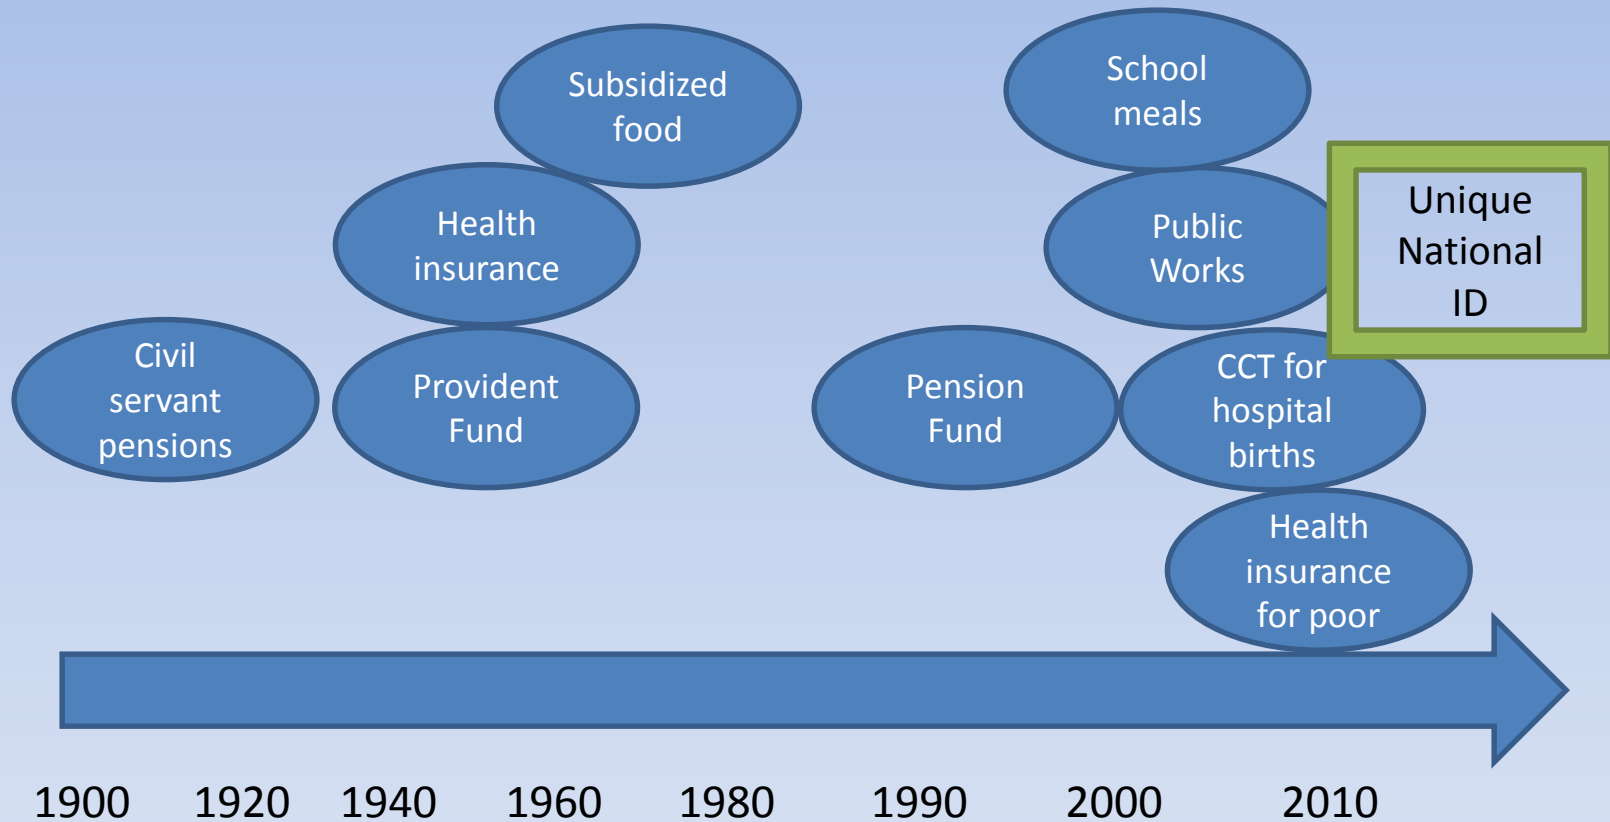 Subsidized
food
School
meals
Health
insurance
Public
Works
Unique
National
ID
Civil
servant
pensions
Provident
Fund
Pension
Fund
CCT for
hospital
births
Health
insurance
for poor
1900 1920 1940 1960 1980 1990 2000 2010